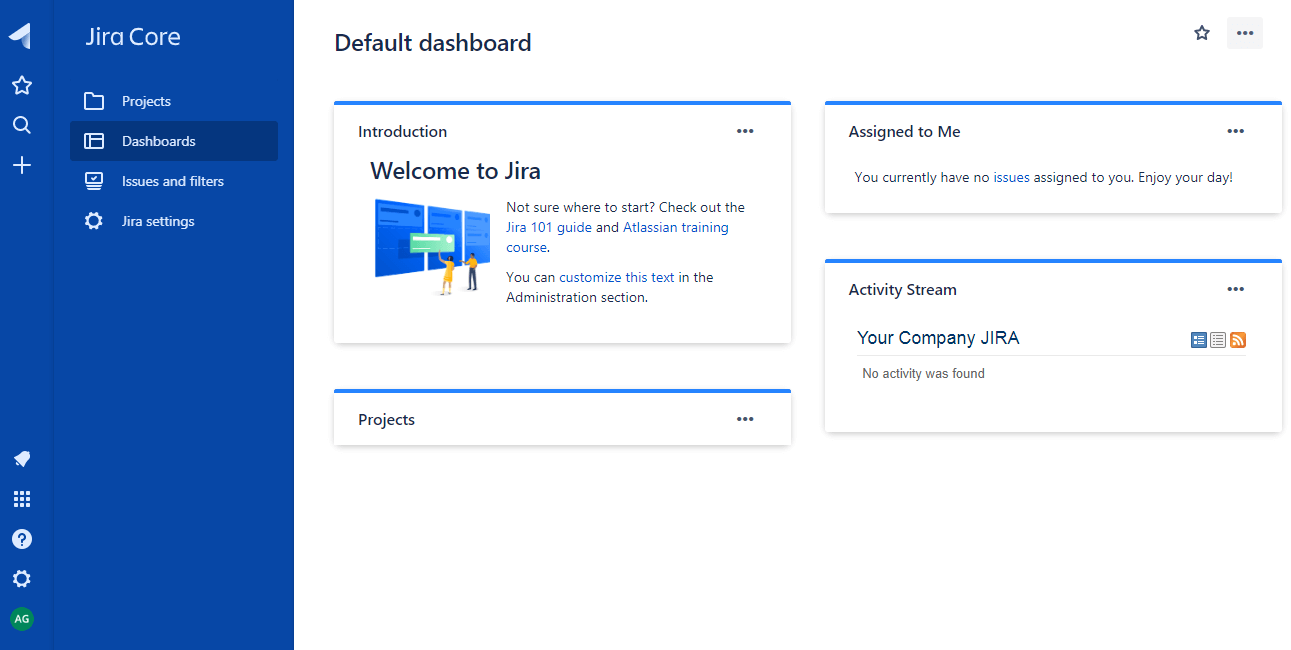 Jira Core
Projects
Dashboards
Issues and filters
Jira settings
AG
Default dashboard
Introduction
Welcome to Jira
Not sure where to start? Check out the
Jira 101 guide and Atlassian training
course.
You can customize this text in the
Administration section.
Projects
Assigned to Me
You currently have no issues assigned to you. Enjoy your day!
Activity Stream
Your Company JIRA
No activity was found